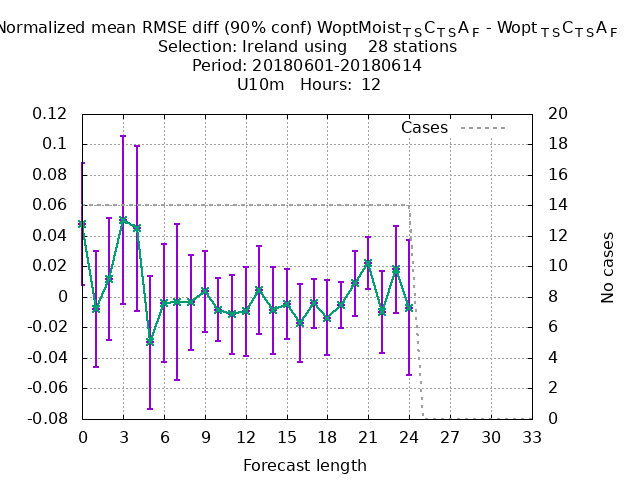 Normalized mean RMSE diff (90% conf) WoptMoist T S C T S A F - Wopt T S C T S A F
Selection: Ireland using 28 stations
Period: 20180601-20180614
U10m Hours: 12
Cases
0.12
0.1
0.08
0.06
0.04
0.02
0
-0.02
-0.04
-0.06
-0.08
20
18
16
14
12
10
8
6
4
2
0
No cases
0 3 6 9 12 15 18 21 24 27 30 33
Forecast length